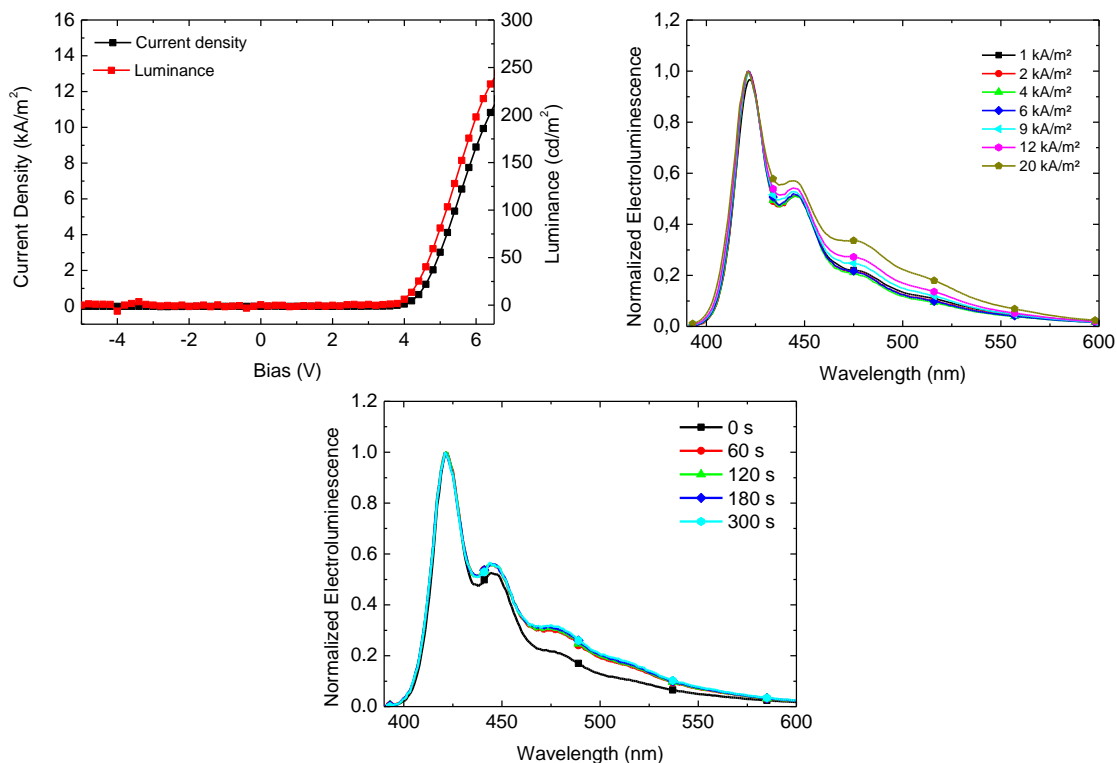 16
14
12
10
8
6
4
2
0
-4
-2
0
2
4
6
300
250
200
150
100
50
0
Current Density (kA/m²)
Luminance (cd/m²)
Bias (V)
Current density
Luminance
1,2
1,0
0,8
0,6
0,4
0,2
0,0
400
450
500
550
600
Normalized Electroluminescence
Wavelength (nm)
1 kA/m²
2 kA/m²
4 kA/m²
6 kA/m²
9 kA/m²
12 kA/m²
20 kA/m²
1.2
1.0
0.8
0.6
0.4
0.2
0.0
400
450
500
550
600
Normalized Electroluminescence
Wavelength (nm)
0 s
60 s
120 s
180 s
300 s